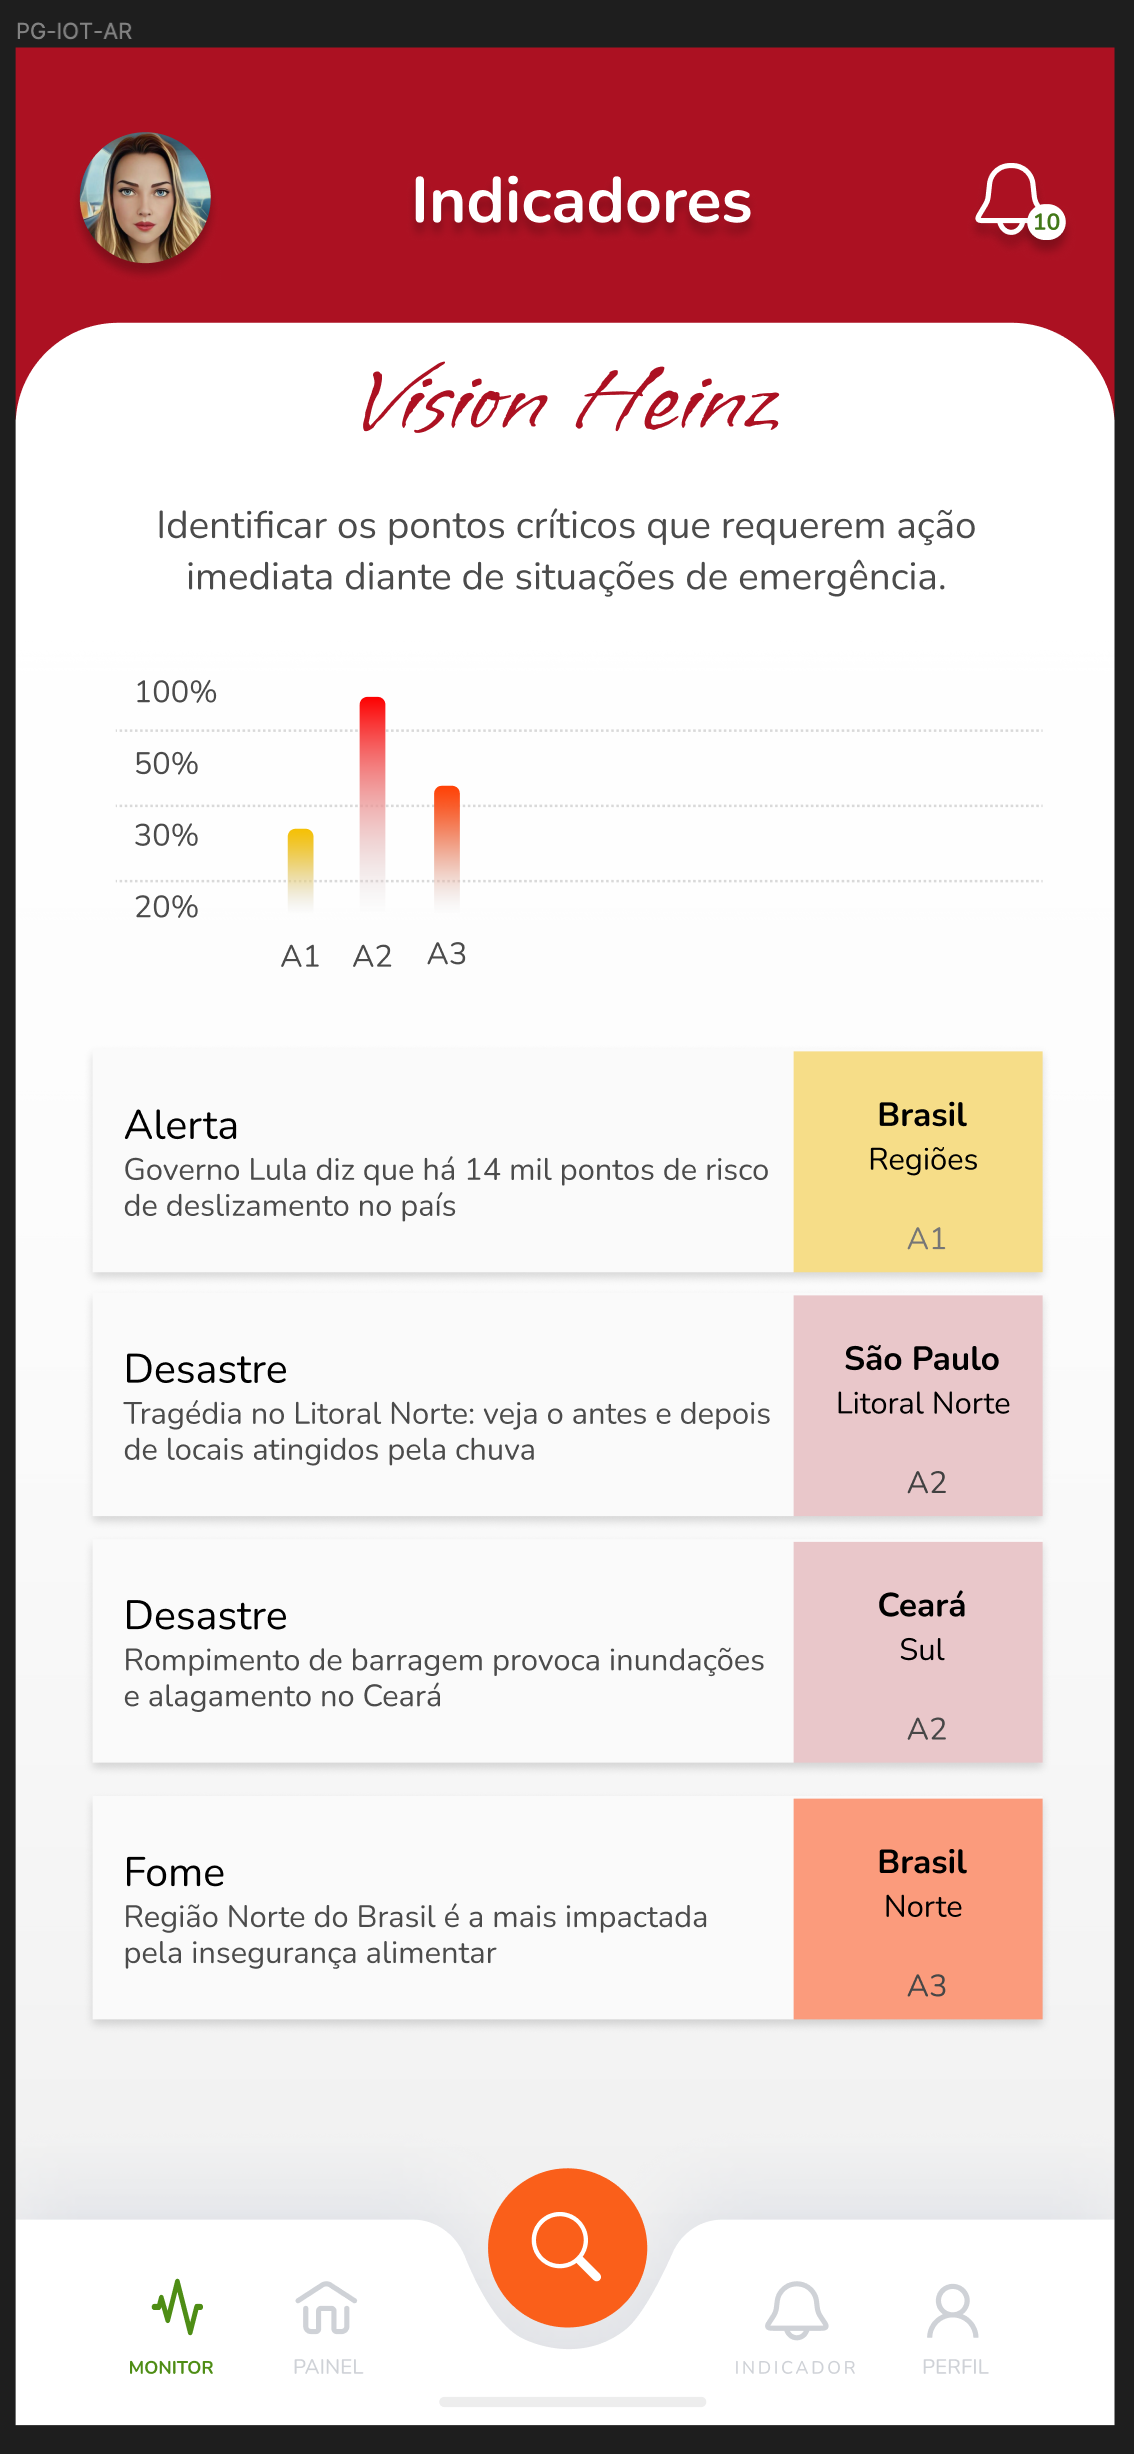 PG-IOT-AR
Indicadores
10
Vision Heinz
Identificar os pontos críticos que requerem ação
imediata diante de situações de emergência.
100%
50%
30%
20%
A1 A2 A3
Alerta
Governo Lula diz que há 14 mil pontos de risco
de deslizamento no país
Brasil
Regiões
A1
Desastre
Tragédia no Litoral Norte: veja o antes e depois
de locais atingidos pela chuva
São Paulo
Litoral Norte
A2
Desastre
Rompimento de barragem provoca inundações
e alagamento no Ceará
Ceará
Sul
A2
Fome
Região Norte do Brasil é a mais impactada
pela insegurança alimentar
Brasil
Norte
A3
MONITOR PAINEL INDICADOR PERFIL